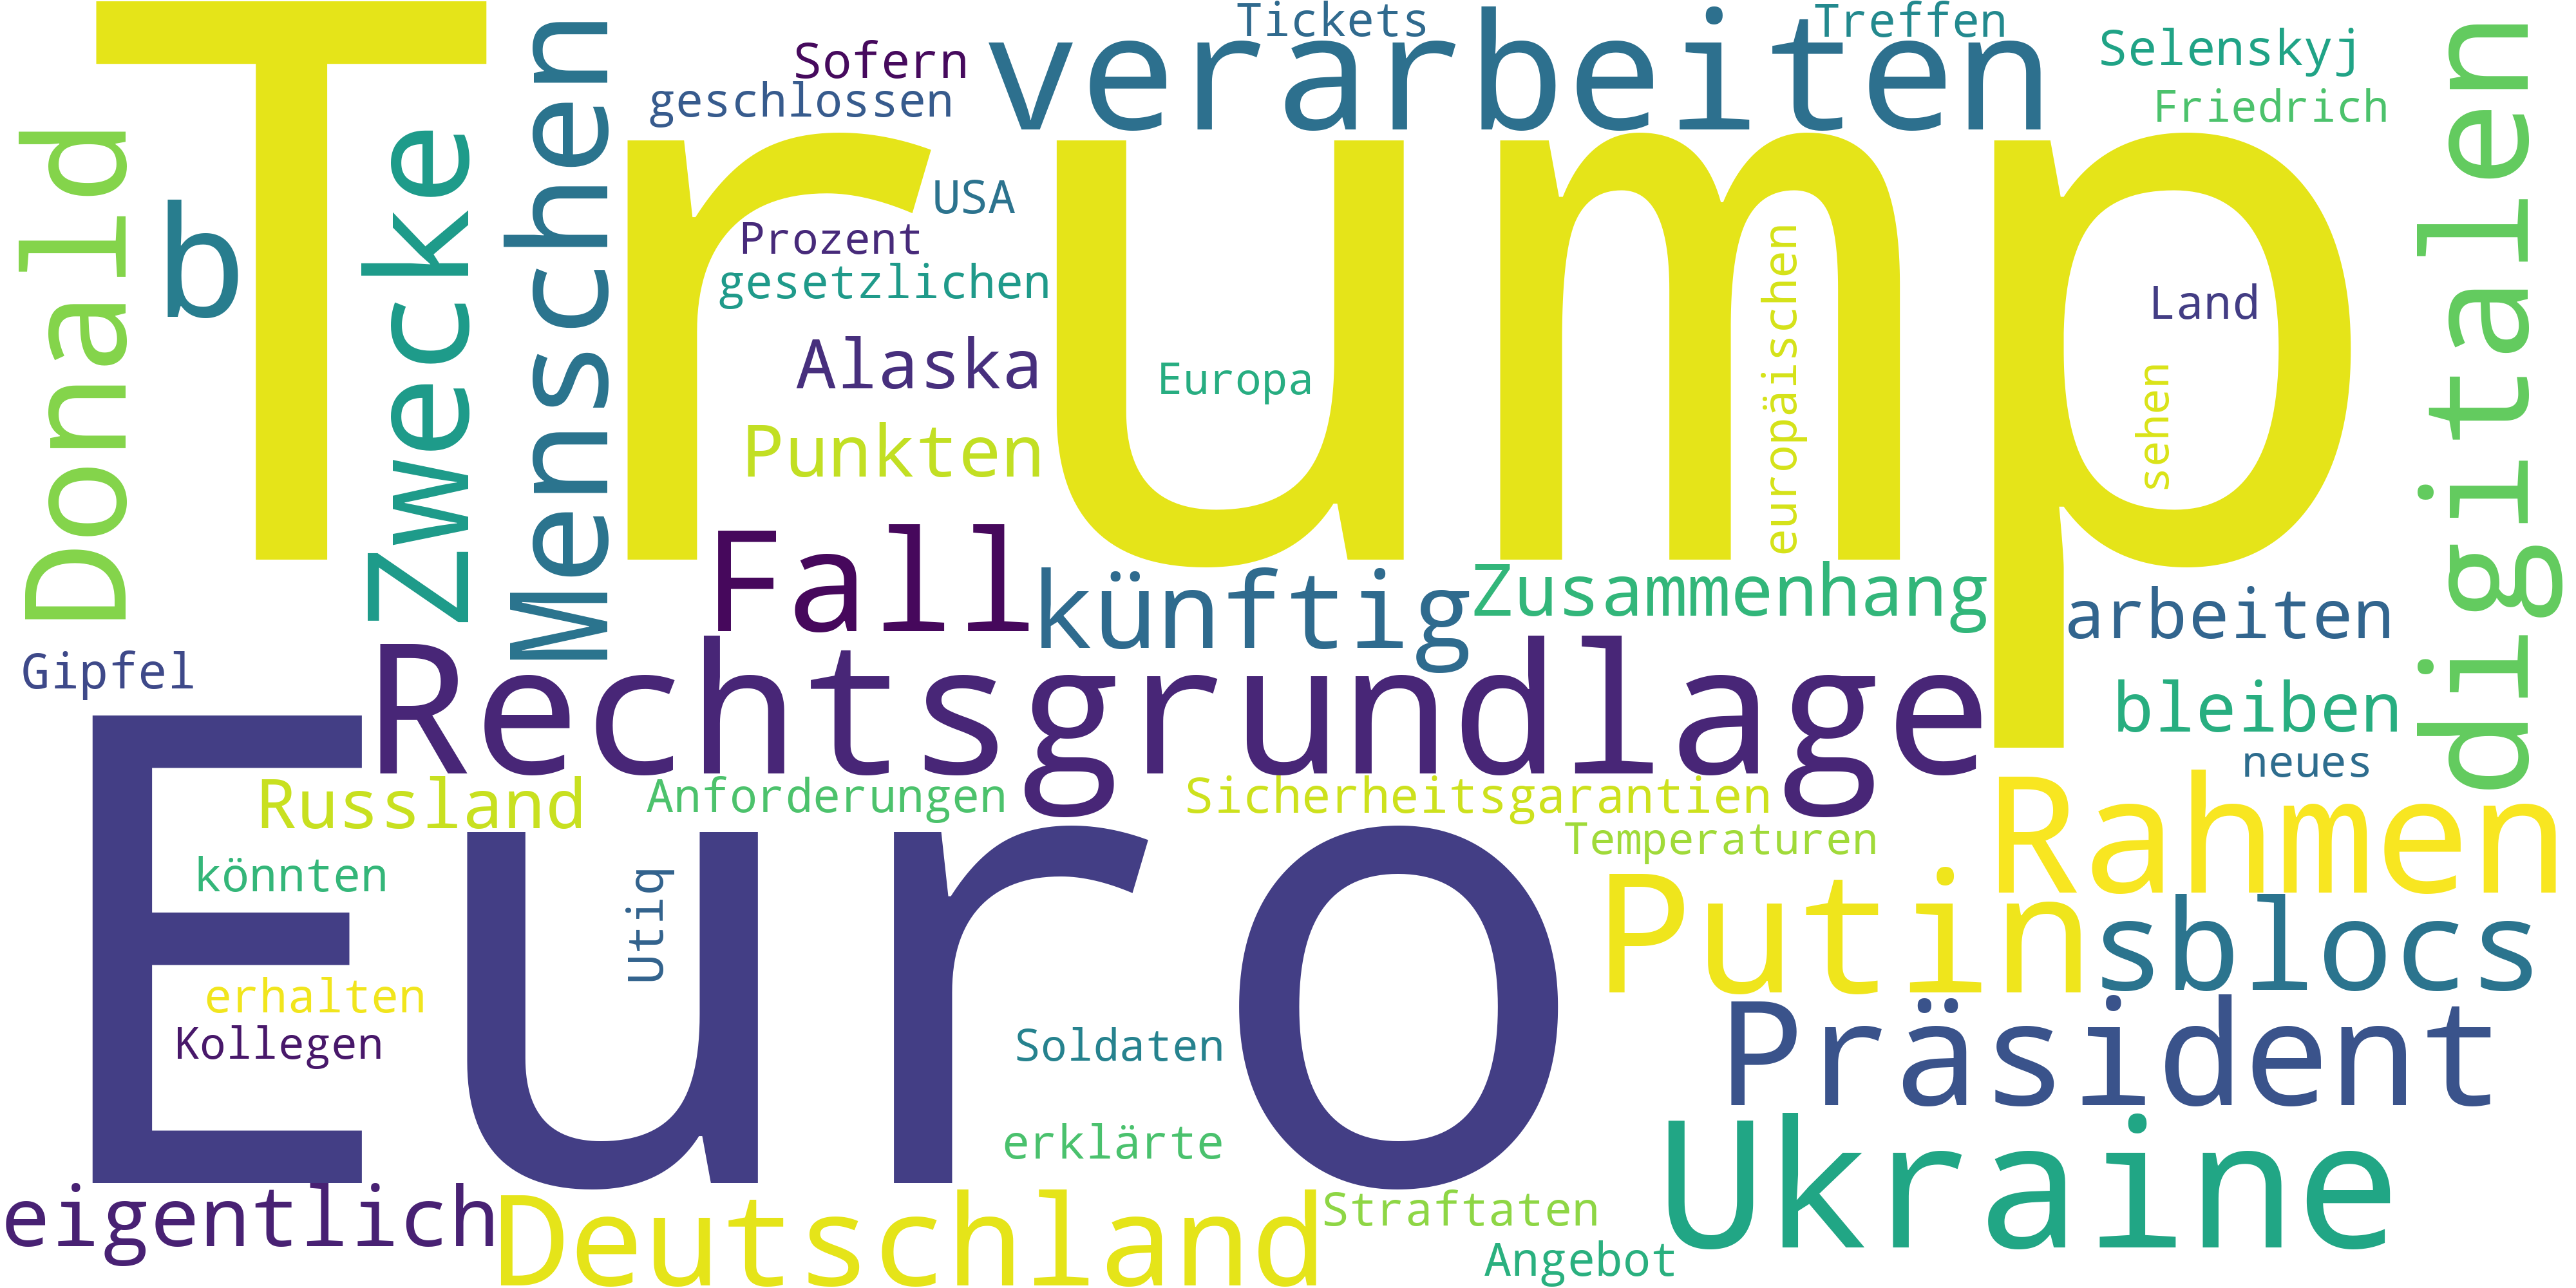 Trump
Euro
Donald
b
Zwecke
Menschen
Sofern
geschlossen
verarbeiten
Tickets
Treffen
Selenskyj
Friedrich
digitalen
USA
Prozent
gesetzlichen
Alaska
Punkten
Europa
europäischen
Land
sehen
Fall
künftig
Zusammenhang
arbeiten
Gipfel
Rechtsgrundlage
bleiben
neues
Russland
Anforderungen
Sicherheitsgarantien
Temperaturen
Rahmen
könnten
Utiq
Putin
sblocs
erhalten
Kollegen
Soldaten
Präsident
erklärte
Ukraine
eigentlich
Deutschland
Straftaten
Angebot